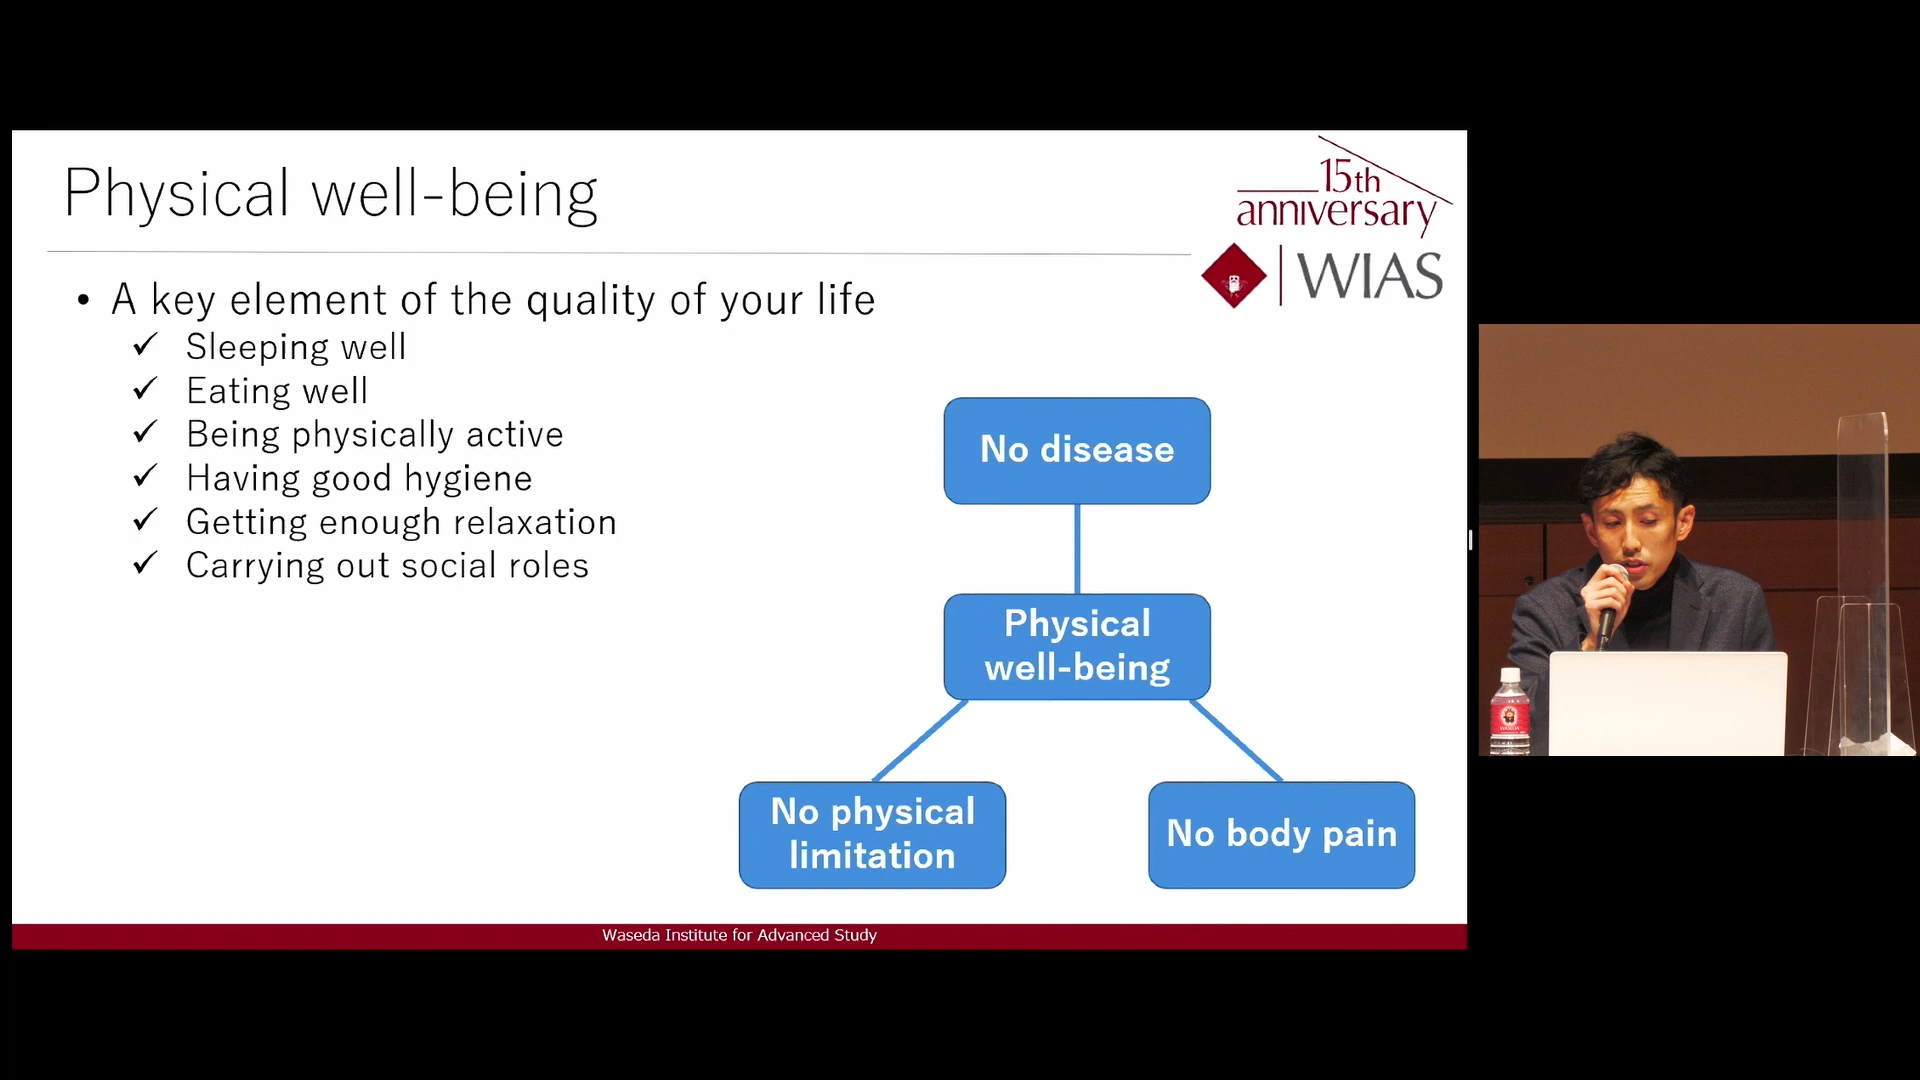 Physical well-being
15th
anniversary
WIAS
• A key element of the quality of your life
✓ Sleeping well
✓ Eating well
✓ Being physically active
✓ Having good hygiene
✓ Getting enough relaxation
✓ Carrying out social roles
No disease
Physical
well-being
No physical
limitation
No body pain
Waseda Institute for Advanced Study
WASEDA